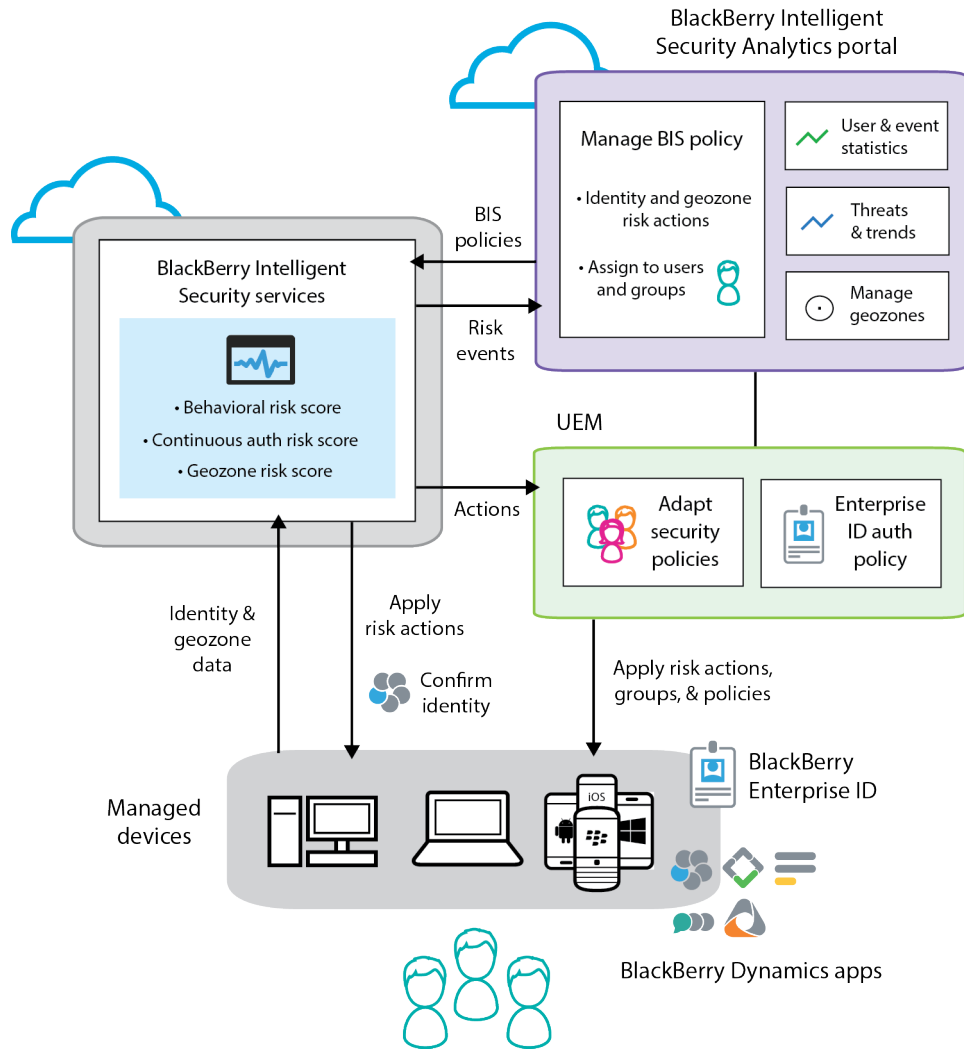 BlackBerry Intelligent
Security Analytics portal
Manage BIS policy
• Identity and geozone
risk actions
• Assign to users
and groups
User & event
statistics
Threats
& trends
Manage
geozones
BIS
policies
Risk
events
BlackBerry Intelligent
Security services
• Behavioral risk score
• Continuous auth risk score
• Geozone risk score
UEM
Actions
Adapt
security
policies
Enterprise
ID auth
policy
Identity &
geozone
data
Apply
risk actions
Confirm
identity
Apply risk actions,
groups, & policies
Managed
devices
iOS
BlackBerry
Enterprise ID
BlackBerry Dynamics apps